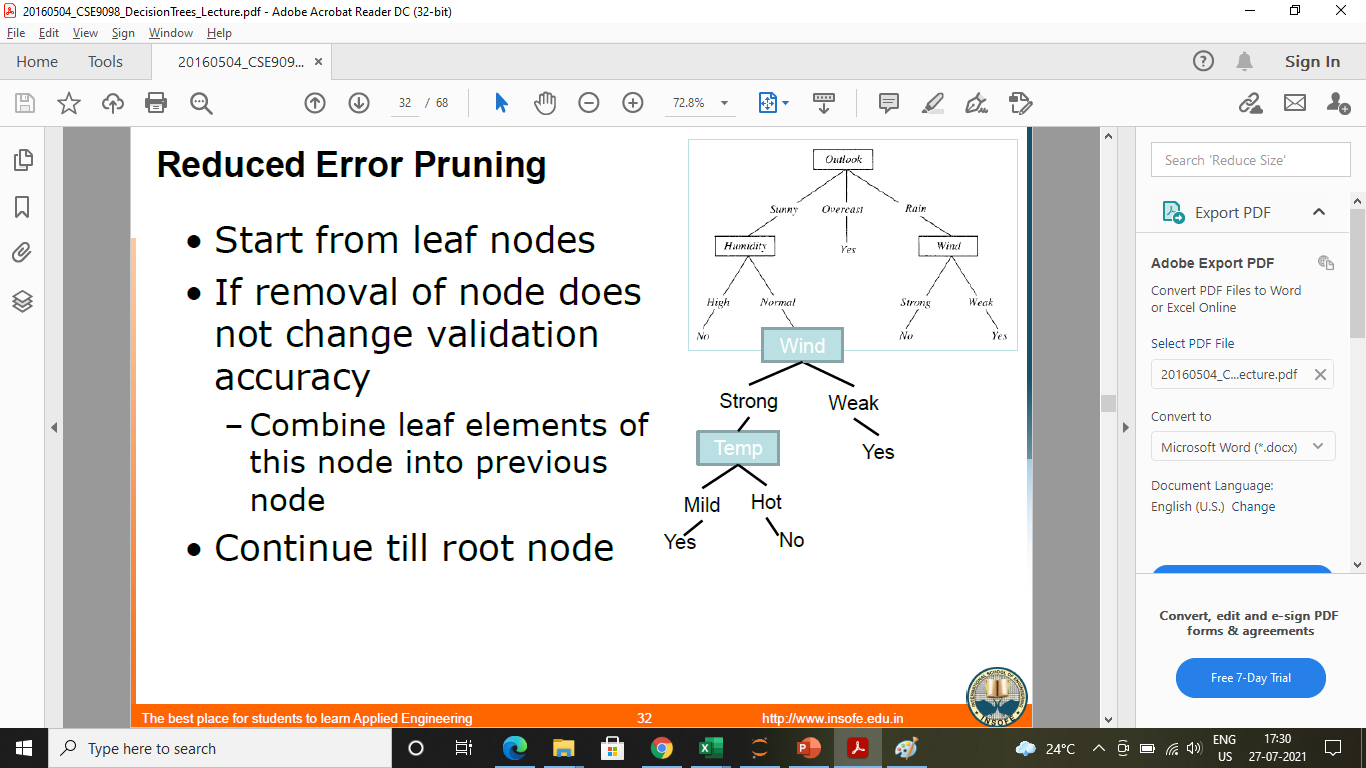 20160504_CSE9098_DecisionTrees_Lecture.pdf - Adobe Acrobat Reader DC (32-bit)
File Edit View Sign Window Help
Home Tools 20160504_CSE909... × Sign In
32 / 68 72.8%
Reduced Error Pruning
• Start from leaf nodes
• If removal of node does
not change validation
accuracy
– Combine leaf elements of
this node into previous
node
• Continue till root node
Outlook
Sunny Overcast Rain
Humidity Yes Wind
High Normal Strong Weak
No No Yes
Wind
Strong Weak
Temp Yes
Mild Hot
Yes No
The best place for students to learn Applied Engineering 32 http://www.insofe.edu.in
INTERNATIONAL SCHOOL OF ENGINEERING
INSOFE
Search 'Reduce Size'
Export PDF
Adobe Export PDF
Convert PDF Files to Word
or Excel Online
Select PDF File
20160504_C...ecture.pdf
Convert to
Microsoft Word (*.docx)
Document Language:
English (U.S.) Change
Convert, edit and e-sign PDF
forms & agreements
Free 7-Day Trial
Type here to search
24°C
ENG
US
17:30
27-07-2021